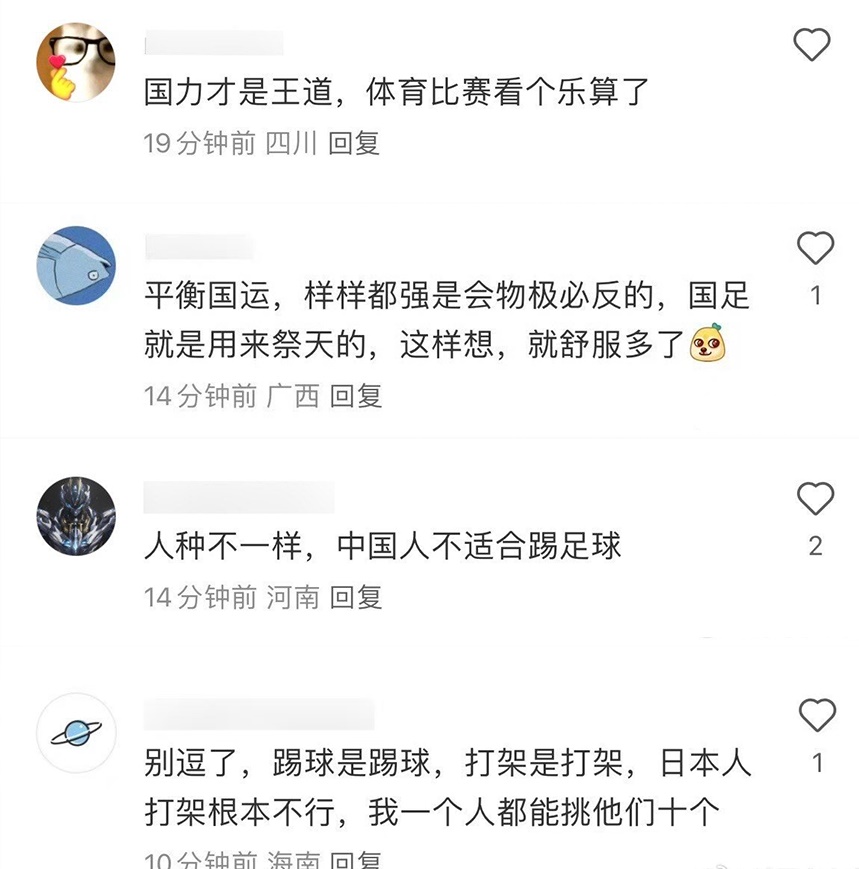 国力才是王道，体育比赛看个乐算了
19分钟前 四川 回复
平衡国运，样样都强是会物极必反的，国足
1
就是用来祭天的，这样想，就舒服多了
14分钟前 广西 回复
人种不一样，中国人不适合踢足球
2
14分钟前 河南 回复
别逗了，踢球是踢球，打架是打架，日本人
1
打架根本不行，我一个人都能挑他们十个
10分钟前 海南 回复